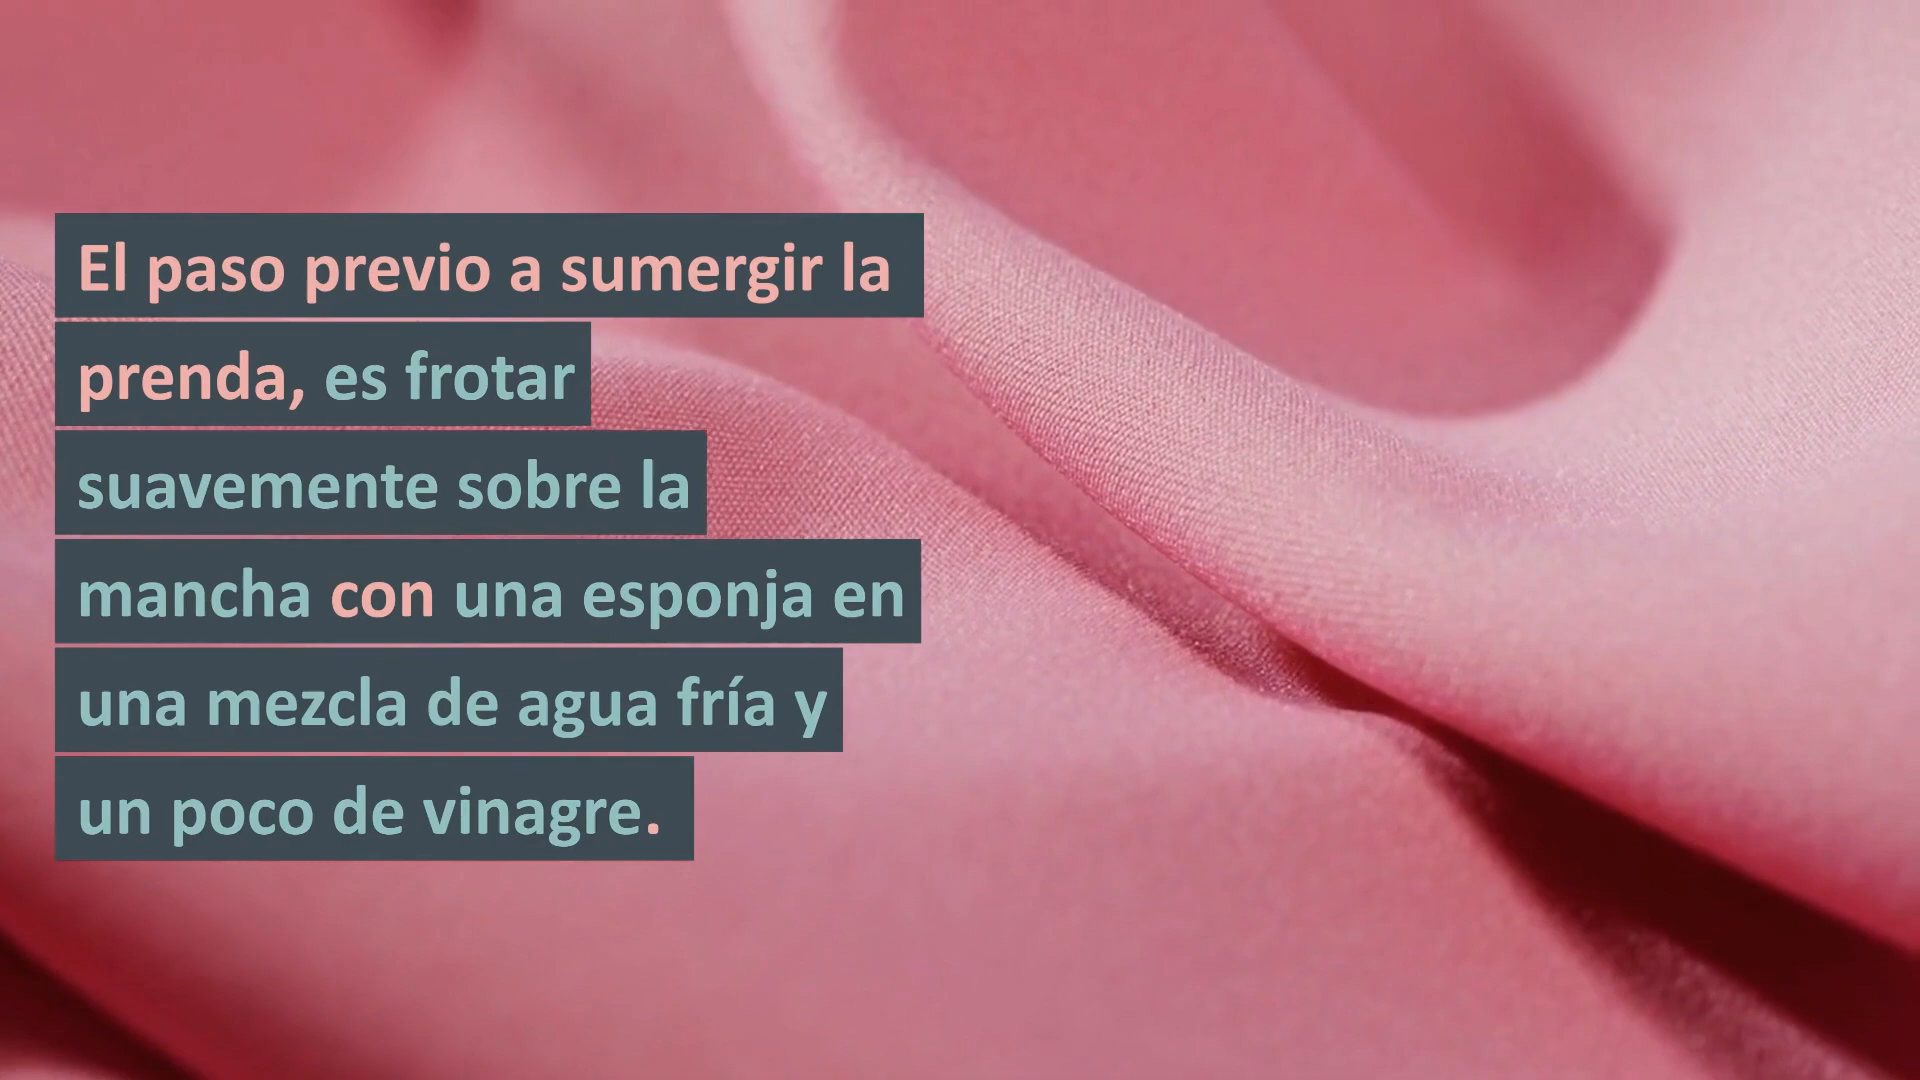 El paso previo a sumergir la
prenda, es frotar
suavemente sobre la
mancha con una esponja en
una mezcla de agua fría y
un poco de vinagre.